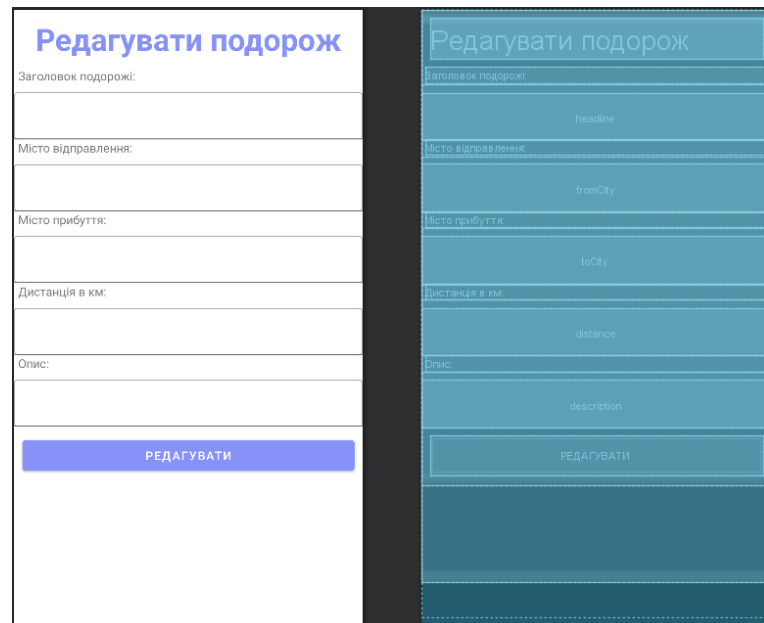 Редагувати подорож
Заголовок подорожі:
Місто відправлення:
Місто прибуття:
Дистанція в км:
Опис:
РЕДАГУВАТИ
Редагувати подорож
Заголовок подорожі:
headline
Місто відправлення:
fromCity
Місто прибуття:
toCity
Дистанція в км:
distance
Опис:
description
РЕДАГУВАТИ